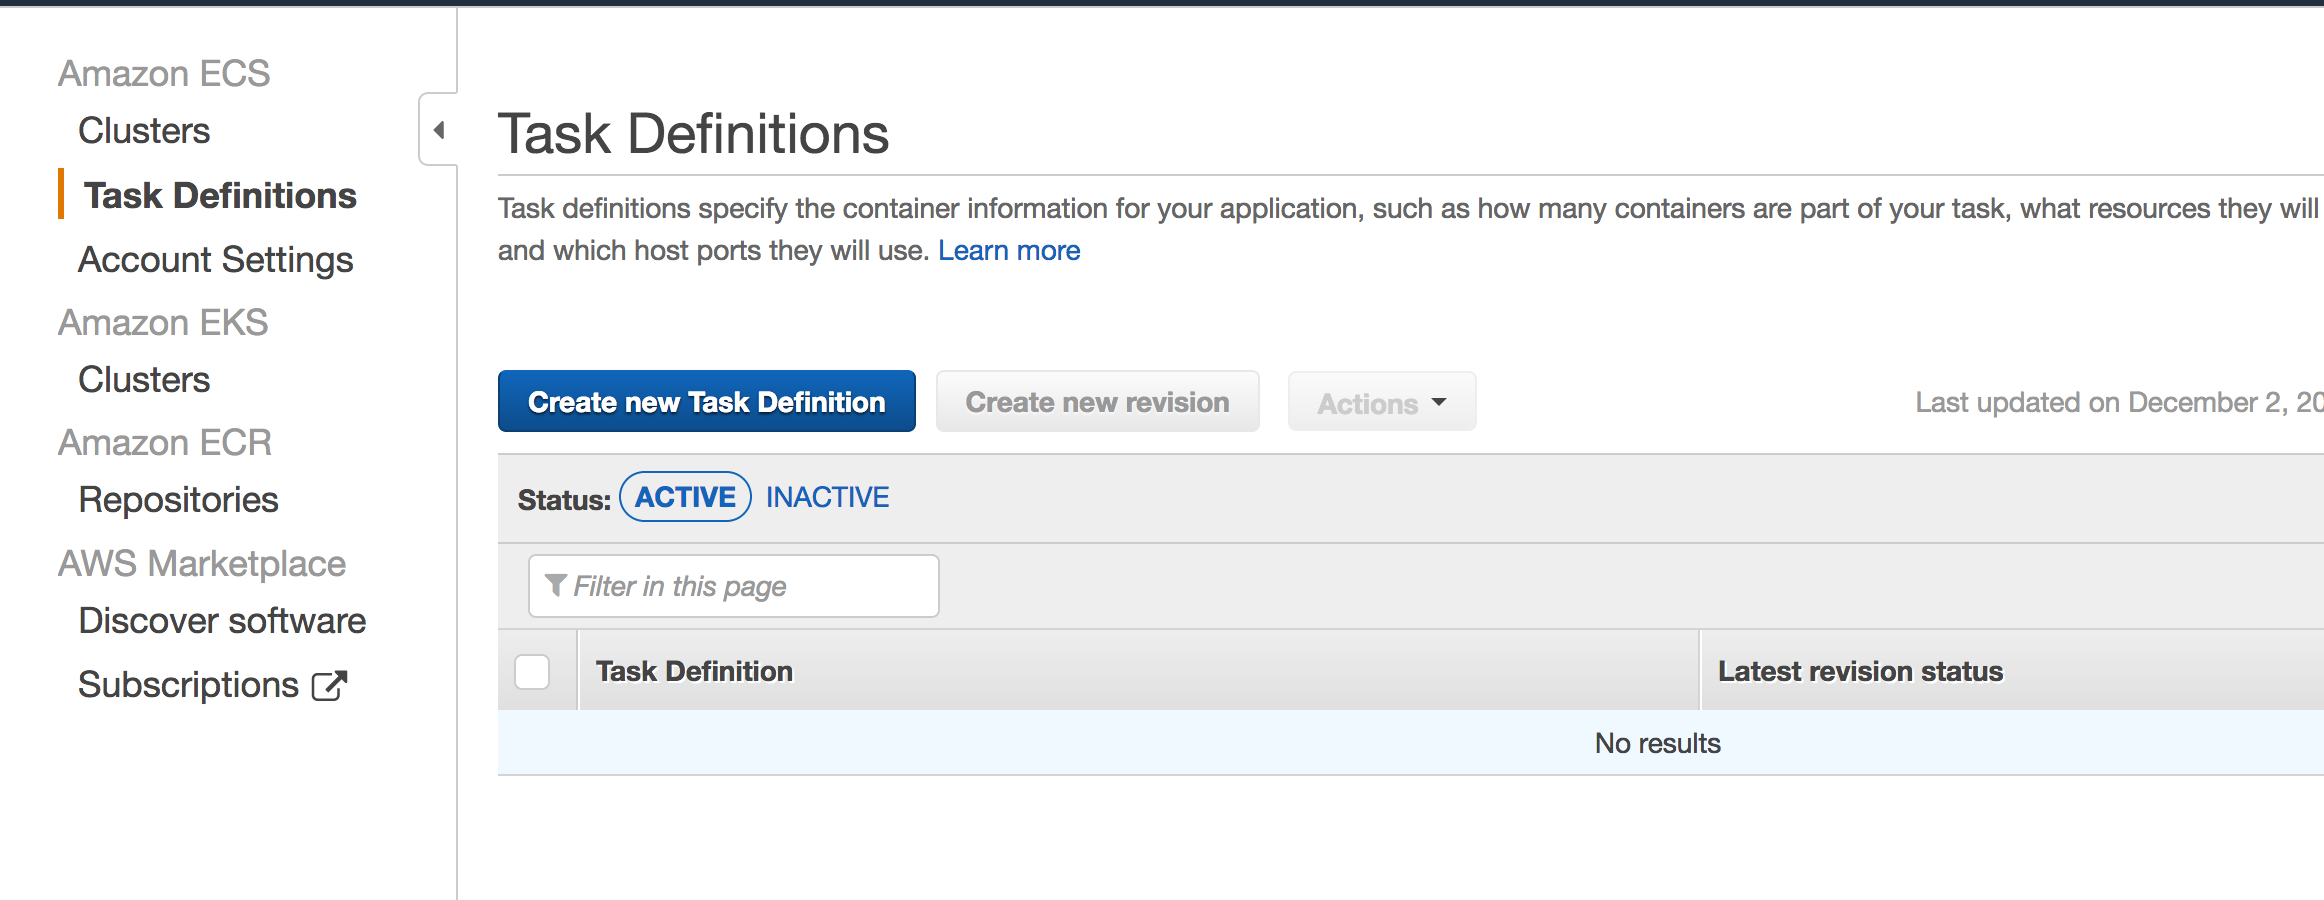 Amazon ECS
Clusters
Task Definitions
Account Settings
Amazon EKS
Clusters
Amazon ECR
Repositories
AWS Marketplace
Discover software
Subscriptions
Task Definitions
Task definitions specify the container information for your application, such as how many containers are part of your task, what resources they will
and which host ports they will use. Learn more
Create new Task Definition Create new revision Actions Last updated on December 2, 20
Status: ACTIVE INACTIVE
Filter in this page
Task Definition Latest revision status
No results